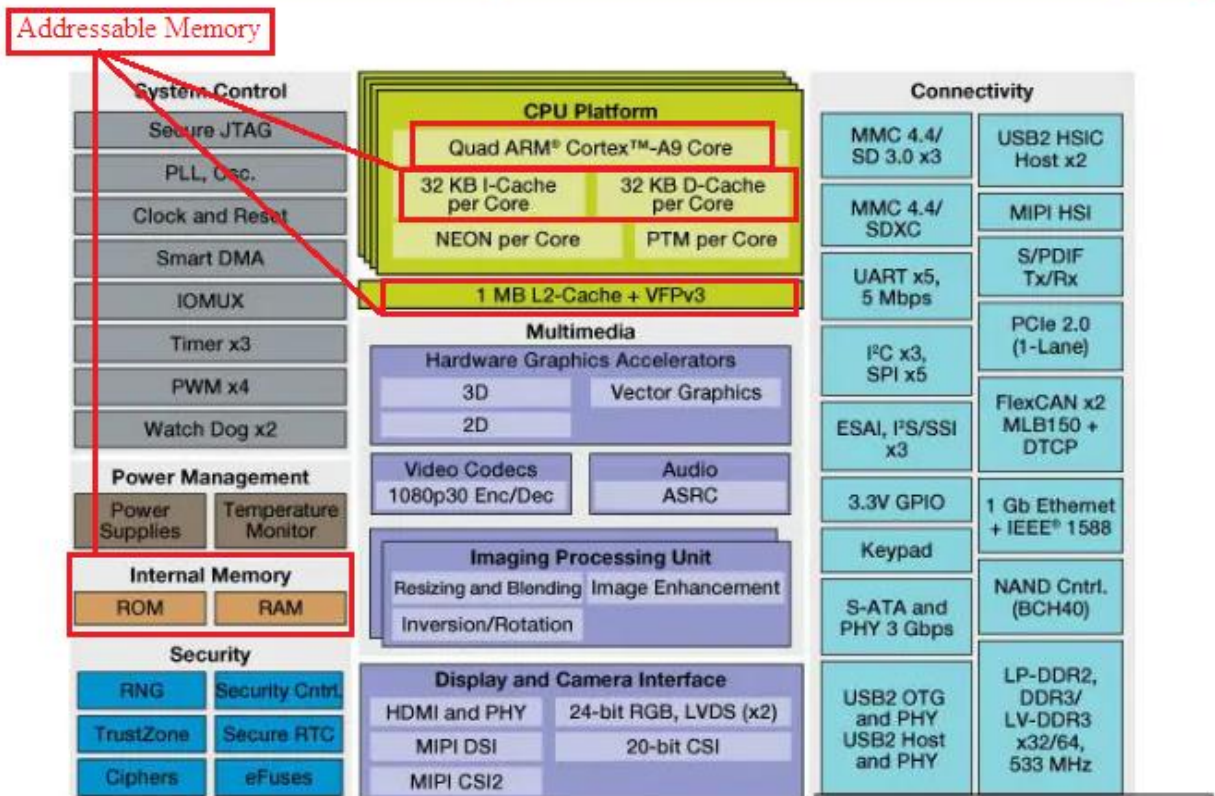 Addressable Memory
System Control
Secure JTAG
PLL, Osc.
Clock and Reset
Smart DMA
IOMUX
Timer x3
PWM x4
Watch Dog x2
Power Management
Power
Supplies
Temperature
Monitor
Internal Memory
ROM
RAM
Security
RNG
Security Cntrl.
TrustZone
Secure RTC
Ciphers
eFuses
CPU Platform
Quad ARM® Cortex™-A9 Core
32 KB I-Cache
per Core
32 KB D-Cache
per Core
NEON per Core
PTM per Core
1 MB L2-Cache + VFPv3
Multimedia
Hardware Graphics Accelerators
3D
Vector Graphics
2D
Video Codecs
1080p30 Enc/Dec
Audio
ASRC
Imaging Processing Unit
Resizing and Blending
Image Enhancement
Inversion/Rotation
Display and Camera Interface
HDMI and PHY
24-bit RGB, LVDS (x2)
MIPI DSI
20-bit CSI
MIPI CSI2
Connectivity
MMC 4.4/
SD 3.0 x3
MMC 4.4/
SDXC
UART x5,
5 Mbps
I²C x3,
SPI x5
ESAI, I²S/SSI
x3
3.3V GPIO
Keypad
S-ATA and
PHY 3 Gbps
USB2 OTG
and PHY
USB2 Host
and PHY
USB2 HSIC
Host x2
MIPI HSI
S/PDIF
Tx/Rx
PCIe 2.0
(1-Lane)
FlexCAN x2
MLB150 +
DTCP
1 Gb Ethernet
+ IEEE® 1588
NAND Cntrl.
(BCH40)
LP-DDR2,
DDR3/
LV-DDR3
x32/64,
533 MHz